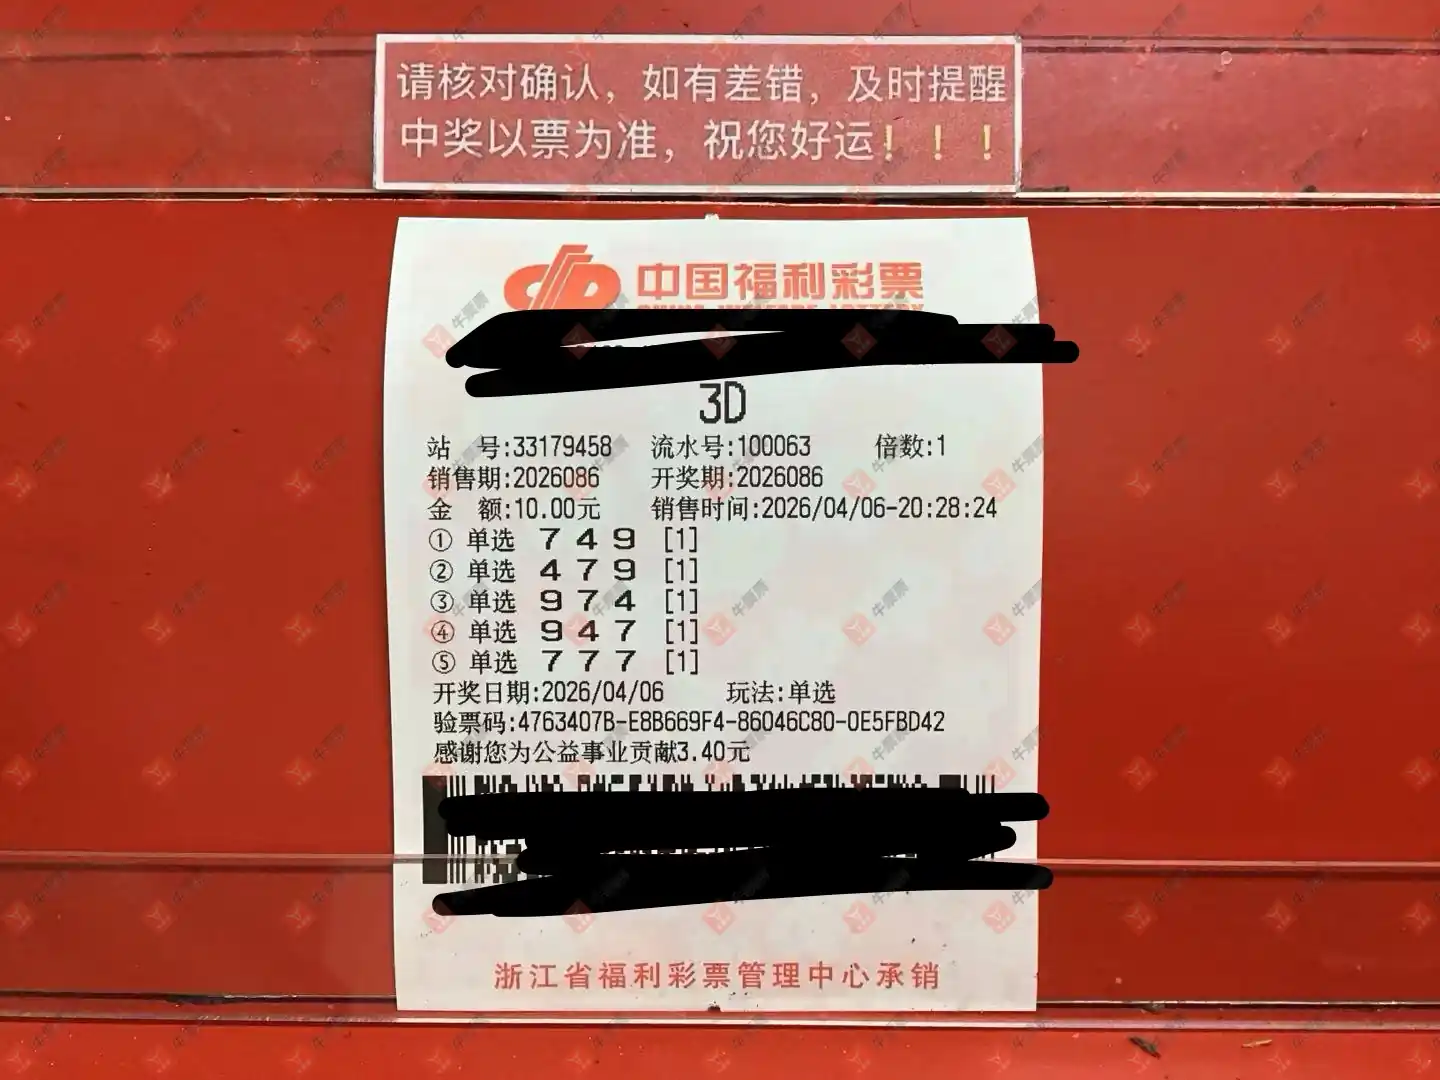 请核对确认，如有差错，及时提醒
中奖以票为准，祝您好运！！！
中国福利彩票
3D
站 号:33179458 流水号:100063 倍数:1
销售期:2026086 开奖期:2026086
金 额:10.00元 销售时间:2026/04/06-20:28:24
① 单选 7 4 9 [1]
② 单选 4 7 9 [1]
③ 单选 9 7 4 [1]
④ 单选 9 4 7 [1]
⑤ 单选 7 7 7 [1]
开奖日期:2026/04/06 玩法:单选
验票码:4763407B-E8B669F4-86046C80-0E5FBD42
感谢您为公益事业贡献3.40元
浙江省福利彩票管理中心承销
牛票票